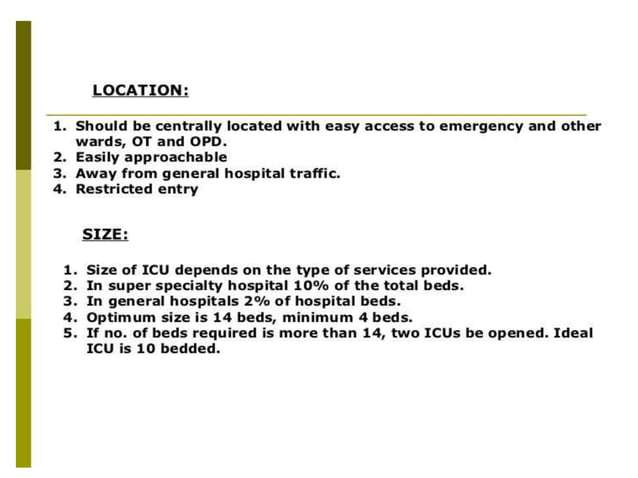 LOCATION:
1. Should be centrally located with easy access to emergency and other
wards, OT and OPD.
2. Easily approachable
3. Away from general hospital traffic.
4. Restricted entry
SIZE:
1. Size of ICU depends on the type of services provided.
2. In super specialty hospital 10% of the total beds.
3. In general hospitals 2% of hospital beds.
4. Optimum size is 14 beds, minimum 4 beds.
5. If no. of beds required is more than 14, two ICUs be opened. Ideal
ICU is 10 bedded.